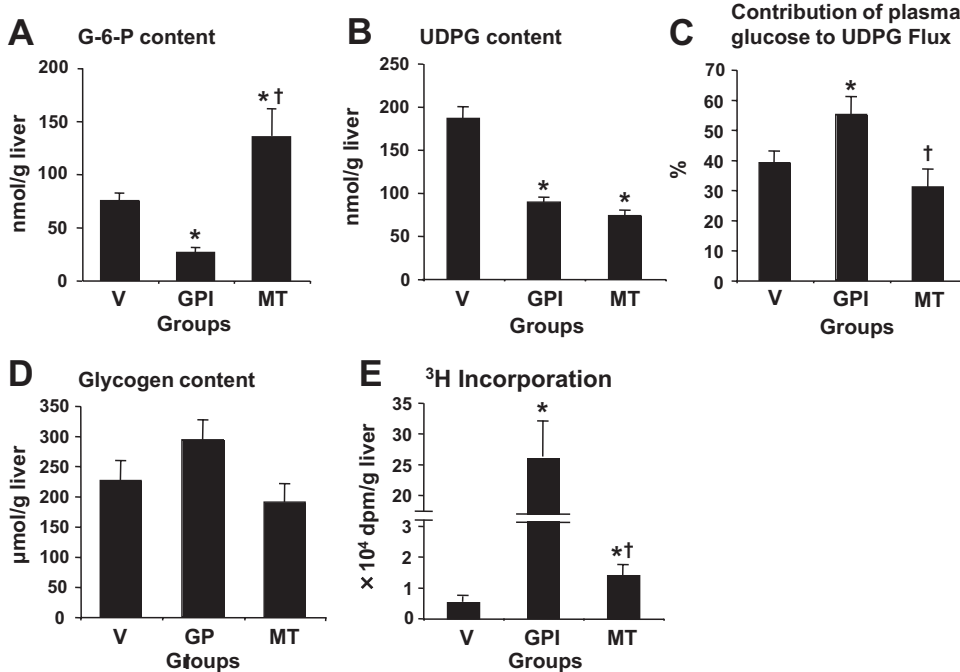 A G-6-P content
nmol/g liver
200
150
100
50
0
*
* †
V GPI MT
Groups
B UDPG content
nmol/g liver
250
200
150
100
50
0
*
*
V GPI MT
Groups
C Contribution of plasma
glucose to UDPG Flux
%
70
60
50
40
30
20
10
0
*
†
V GPI MT
Groups
D Glycogen content
µmol/g liver
350
300
250
200
150
100
50
0
V GP MT
Groups
E ³H Incorporation
×10⁴ dpm/g liver
35
30
25
20
3
2
1
0
*
*†
V GPI MT
Groups